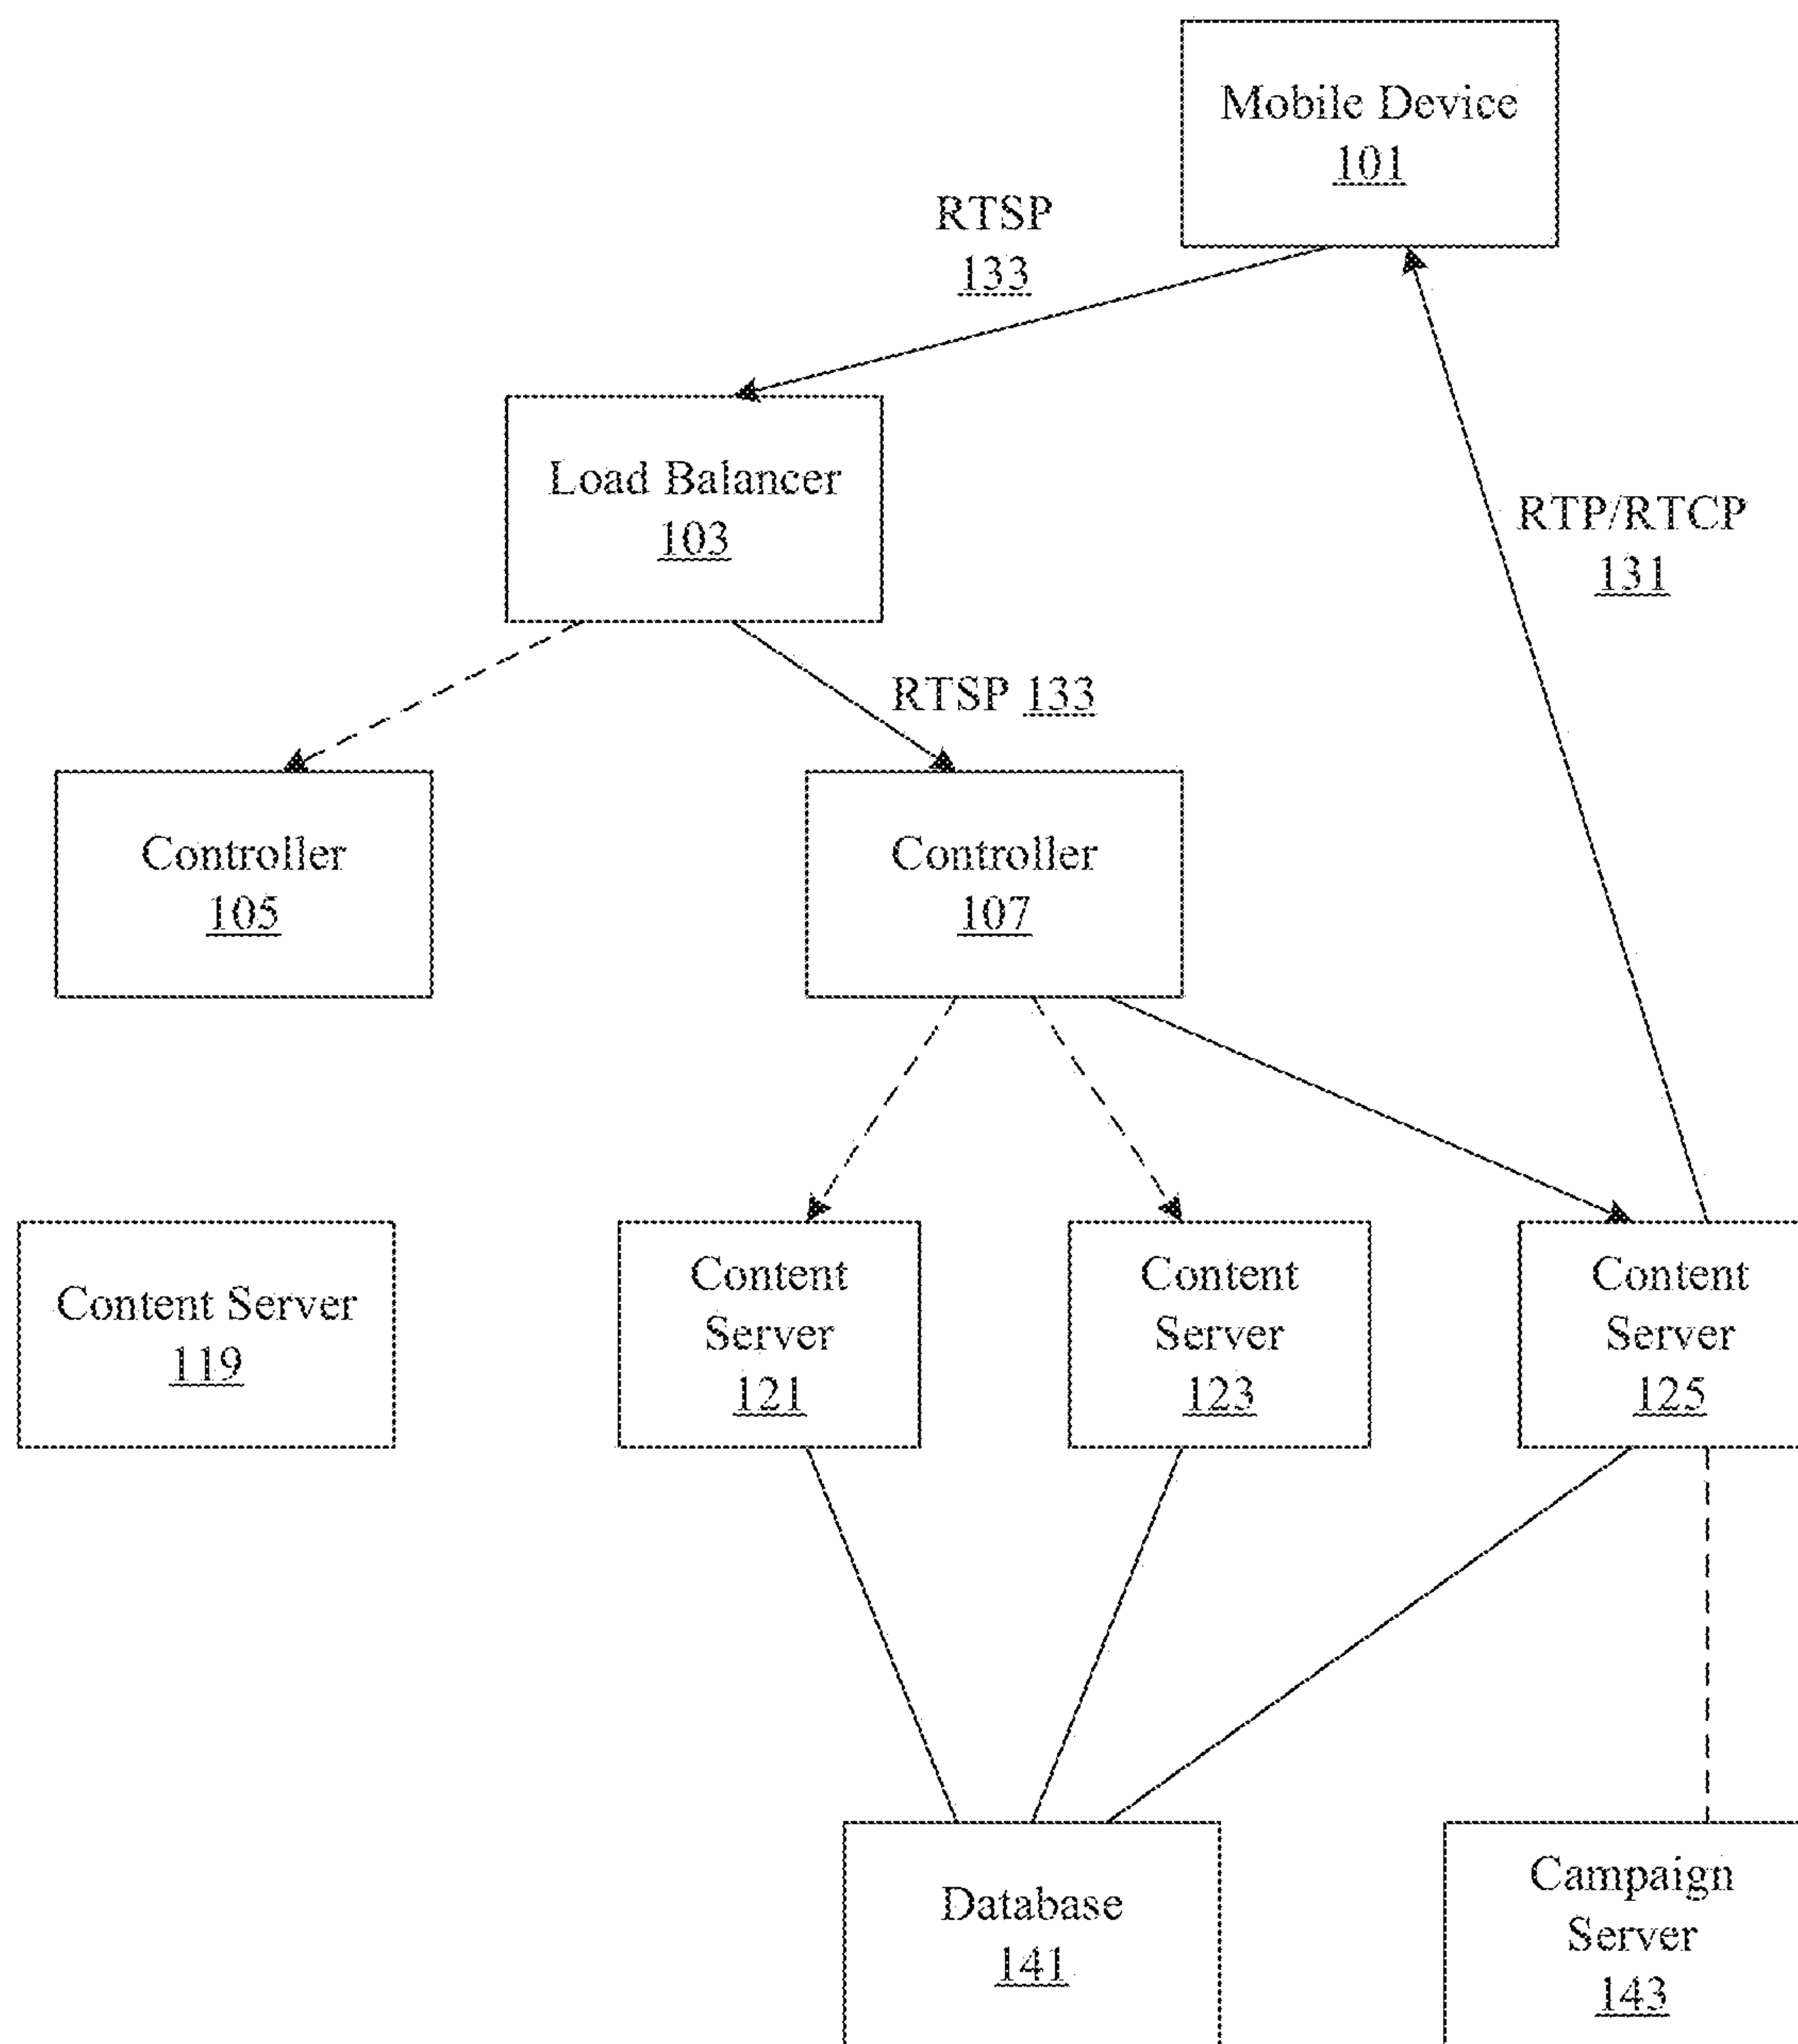 Mobile Device
101
RTSP
133
Load Balancer
103
RTP/RTCP
131
RTSP 133
Controller
105
Controller
107
Content Server
119
Content
Server
121
Content
Server
123
Content
Server
125
Database
141
Campaign
Server
143